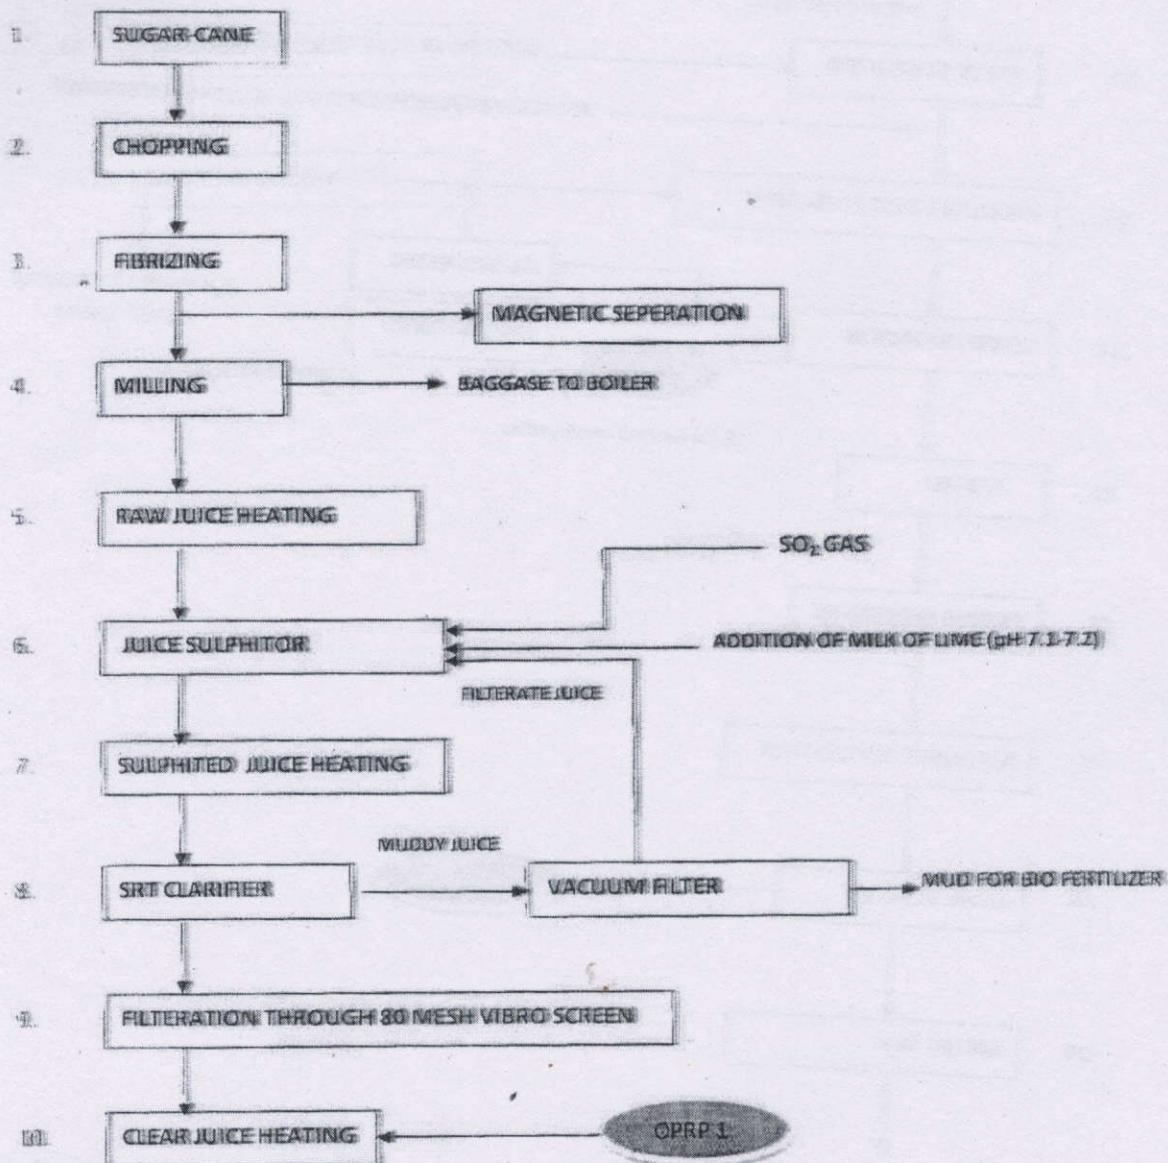 1. SUGAR-CANE
2. CHOPPING
3. FIBRIZING
MAGNETIC SEPERATION
4. MILLING
BAGGASE TO BOILER
5. RAW JUICE HEATING
SO₂ GAS
6. JUICE SULPHITOR
ADDITION OF MILK OF LIME (pH 7.1-7.2)
FILTERATE JUICE
7. SULPHITED JUICE HEATING
MUDDY JUICE
8. SRT CLARIFIER
VACUUM FILTER
MUD FOR BIO FERTILIZER
9. FILTERATION THROUGH 80 MESH VIBRO SCREEN
CLEAR JUICE HEATING
OPRP 1